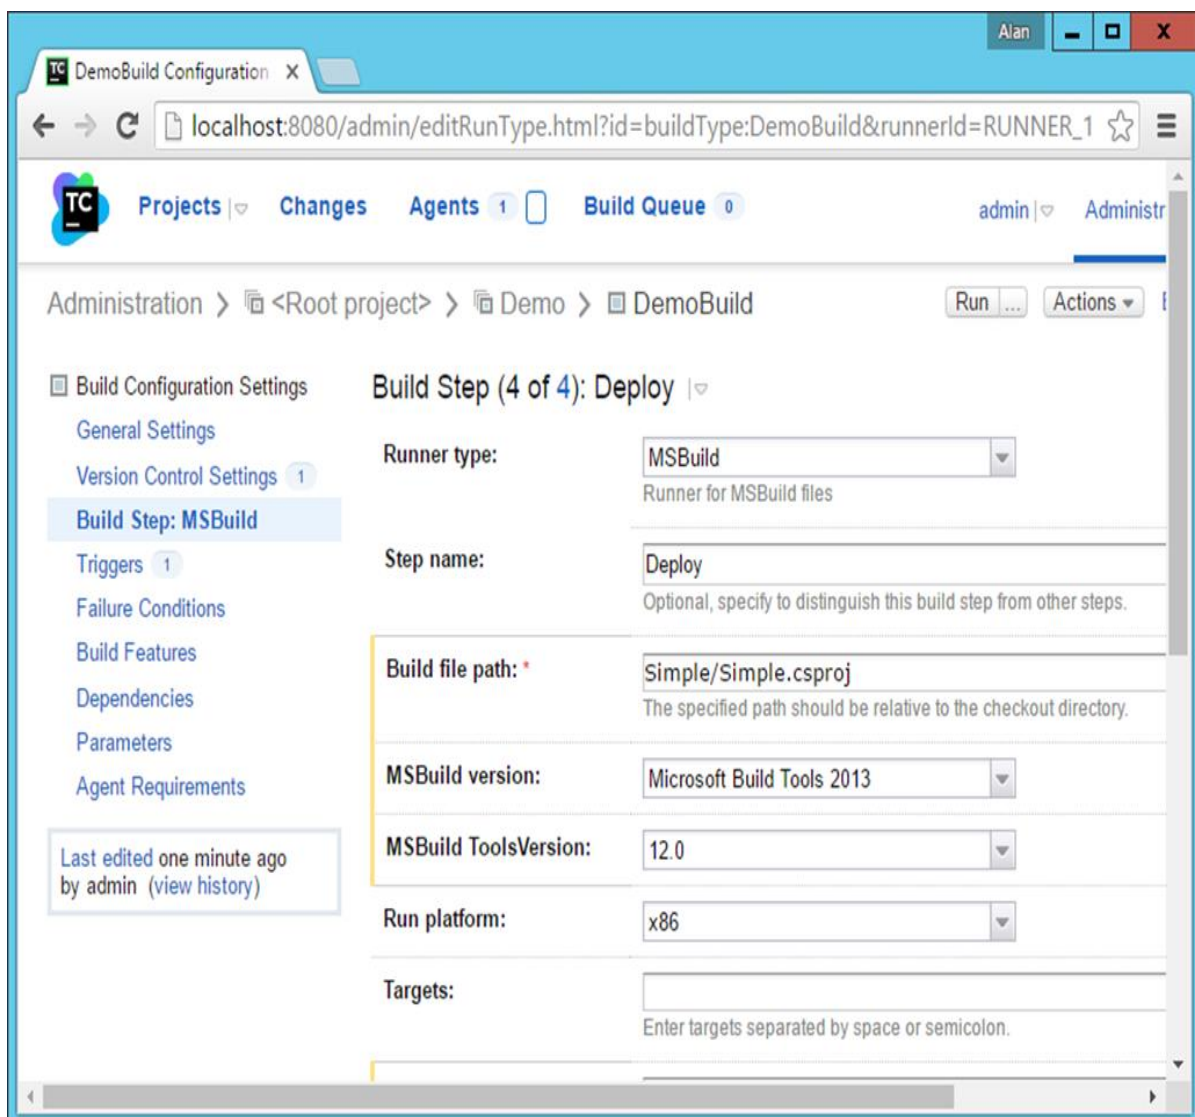 Alan
TC DemoBuild Configuration X
localhost:8080/admin/editRunType.html?id=buildType:DemoBuild&runnerId=RUNNER_1
TC Projects Changes Agents 1 Build Queue 0 admin Administr
Administration > <Root project> > Demo > DemoBuild Run ... Actions
Build Configuration Settings
General Settings
Version Control Settings 1
Build Step: MSBuild
Triggers 1
Failure Conditions
Build Features
Dependencies
Parameters
Agent Requirements
Last edited one minute ago
by admin (view history)
Build Step (4 of 4): Deploy
Runner type: MSBuild
Runner for MSBuild files
Step name: Deploy
Optional, specify to distinguish this build step from other steps.
Build file path: * Simple/Simple.csproj
The specified path should be relative to the checkout directory.
MSBuild version: Microsoft Build Tools 2013
MSBuild ToolsVersion: 12.0
Run platform: x86
Targets:
Enter targets separated by space or semicolon.